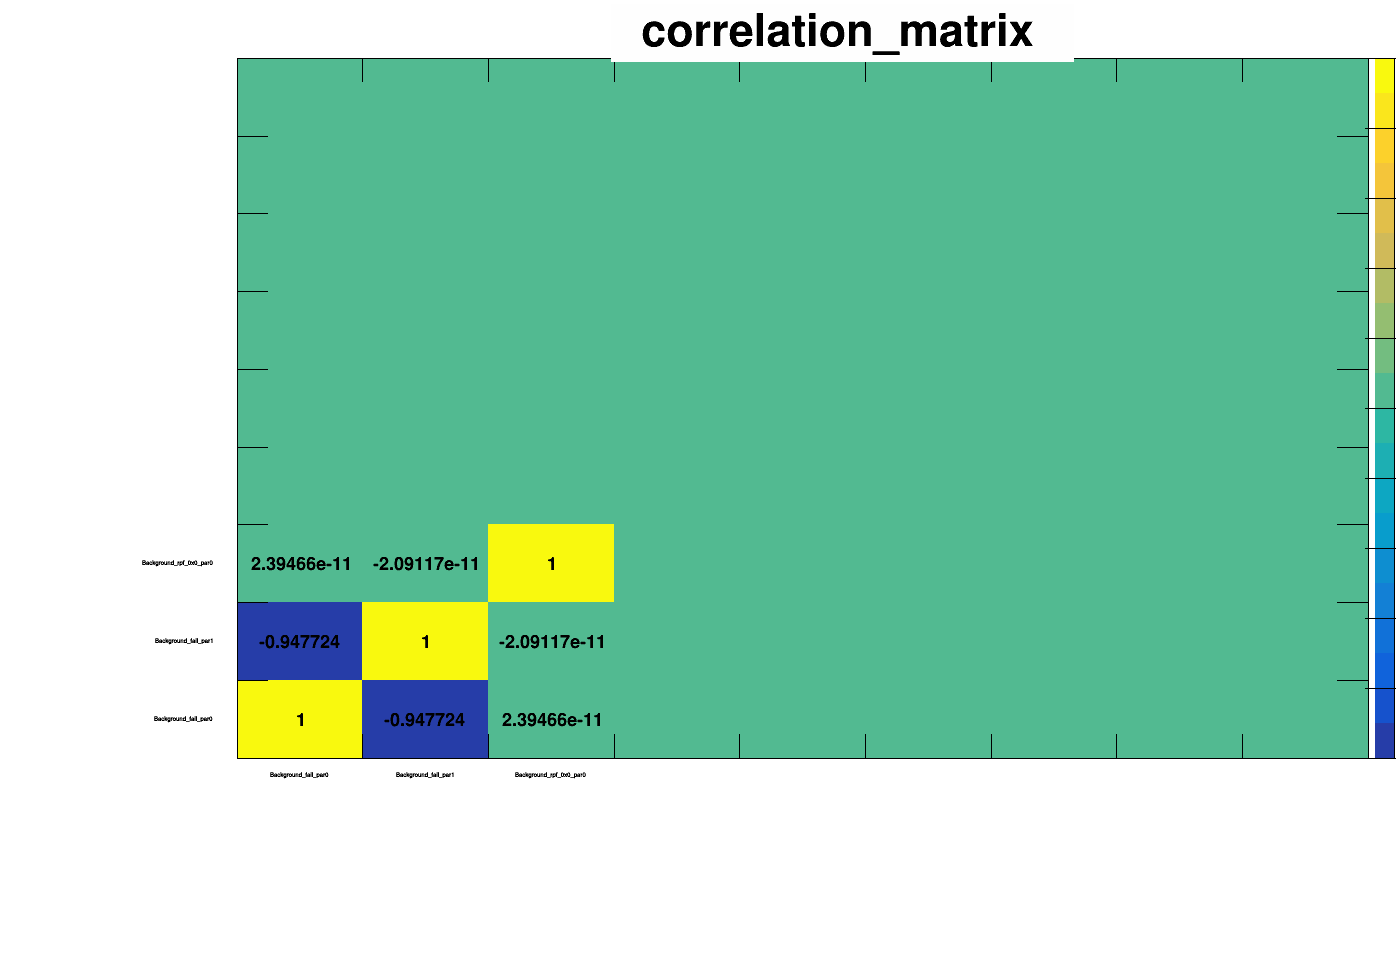 correlation_matrix
Background_rpf_0x0_par0
2.39466e-11 -2.09117e-11 1
Background_fail_par1
-0.947724 1 -2.09117e-11
Background_fail_par0
1 -0.947724 2.39466e-11
Background_fail_par0 Background_fail_par1 Background_rpf_0x0_par0